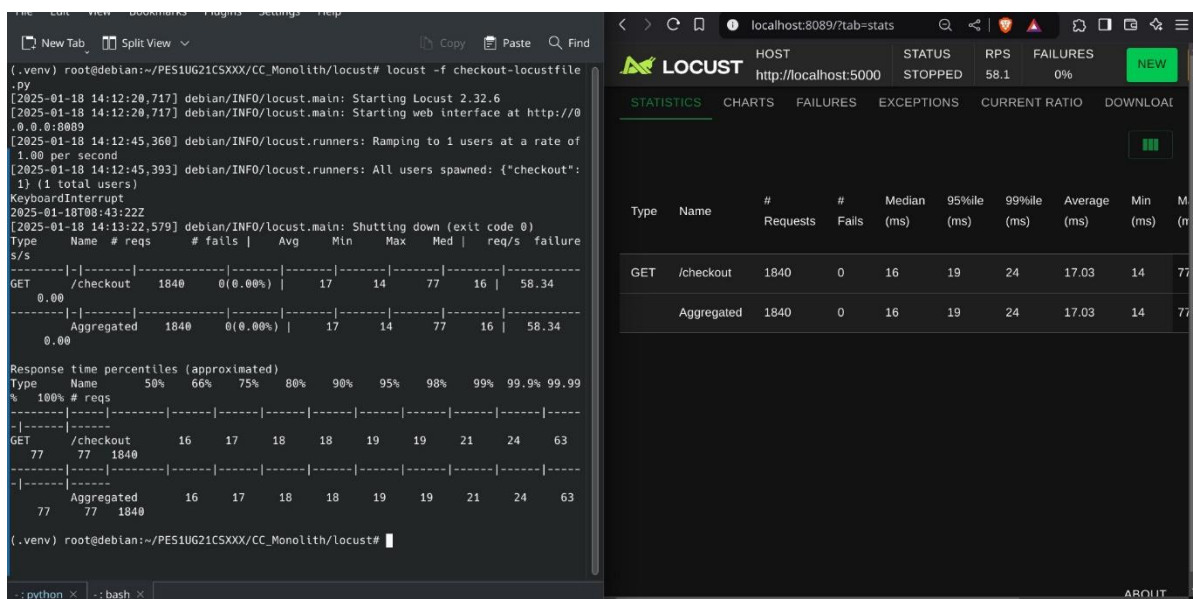 File Edit View Bookmarks Plugins Settings Help
New Tab Split View Copy Paste Find
(.venv) root@debian:~/PES1UG21CSXXX/CC_Monolith/locust# locust -f checkout-locustfile
.py
[2025-01-18 14:12:20,717] debian/INFO/locust.main: Starting Locust 2.32.6
[2025-01-18 14:12:20,717] debian/INFO/locust.main: Starting web interface at http://0
.0.0.0:8089
[2025-01-18 14:12:45,360] debian/INFO/locust.runners: Ramping to 1 users at a rate of
1.00 per second
[2025-01-18 14:12:45,393] debian/INFO/locust.runners: All users spawned: {"checkout":
1} (1 total users)
KeyboardInterrupt
2025-01-18T08:43:22Z
[2025-01-18 14:13:22,579] debian/INFO/locust.main: Shutting down (exit code 0)
Type Name # reqs # fails | Avg Min Max Med | req/s failure
s/s
--------|-|-------|-------------|-------|-------|-------|-------|--------|-----------
GET /checkout 1840 0(0.00%) | 17 14 77 16 | 58.34
0.00
--------|-|-------|-------------|-------|-------|-------|-------|--------|-----------
Aggregated 1840 0(0.00%) | 17 14 77 16 | 58.34
0.00
Response time percentiles (approximated)
Type Name 50% 66% 75% 80% 90% 95% 98% 99% 99.9% 99.99
% 100% # reqs
--------|-----|--------|------|------|------|------|------|------|------|------|-----
-|------|------
GET /checkout 16 17 18 18 19 19 21 24 63
77 77 1840
--------|-----|--------|------|------|------|------|------|------|------|------|-----
-|------|------
Aggregated 16 17 18 18 19 19 21 24 63
77 77 1840
(.venv) root@debian:~/PES1UG21CSXXX/CC_Monolith/locust#
-: python × -: bash ×
localhost:8089/?tab=stats
LOCUST
HOST STATUS RPS FAILURES
http://localhost:5000 STOPPED 58.1 0%
NEW
STATISTICS CHARTS FAILURES EXCEPTIONS CURRENT RATIO DOWNLOAD
Type Name # Requests # Fails Median (ms) 95%ile (ms) 99%ile (ms) Average (ms) Min (ms)
GET /checkout 1840 0 16 19 24 17.03 14 77
Aggregated 1840 0 16 19 24 17.03 14 77
ABOUT